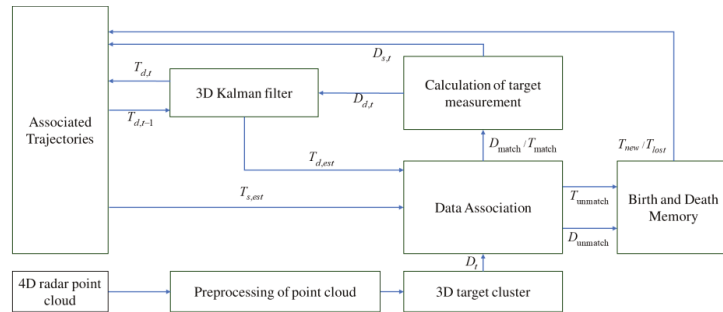 D_{s,t}
T_{d,t}
3D Kalman filter
D_{d,t}
Calculation of target
measurement
Associated
Trajectories
T_{d,t-1}
D_{match} / T_{match}
T_{new} / T_{lost}
T_{d,est}
T_{s,est}
Data Association
T_{unmatch}
D_{unmatch}
Birth and Death
Memory
D_t
4D radar point
cloud
Preprocessing of point cloud
3D target cluster